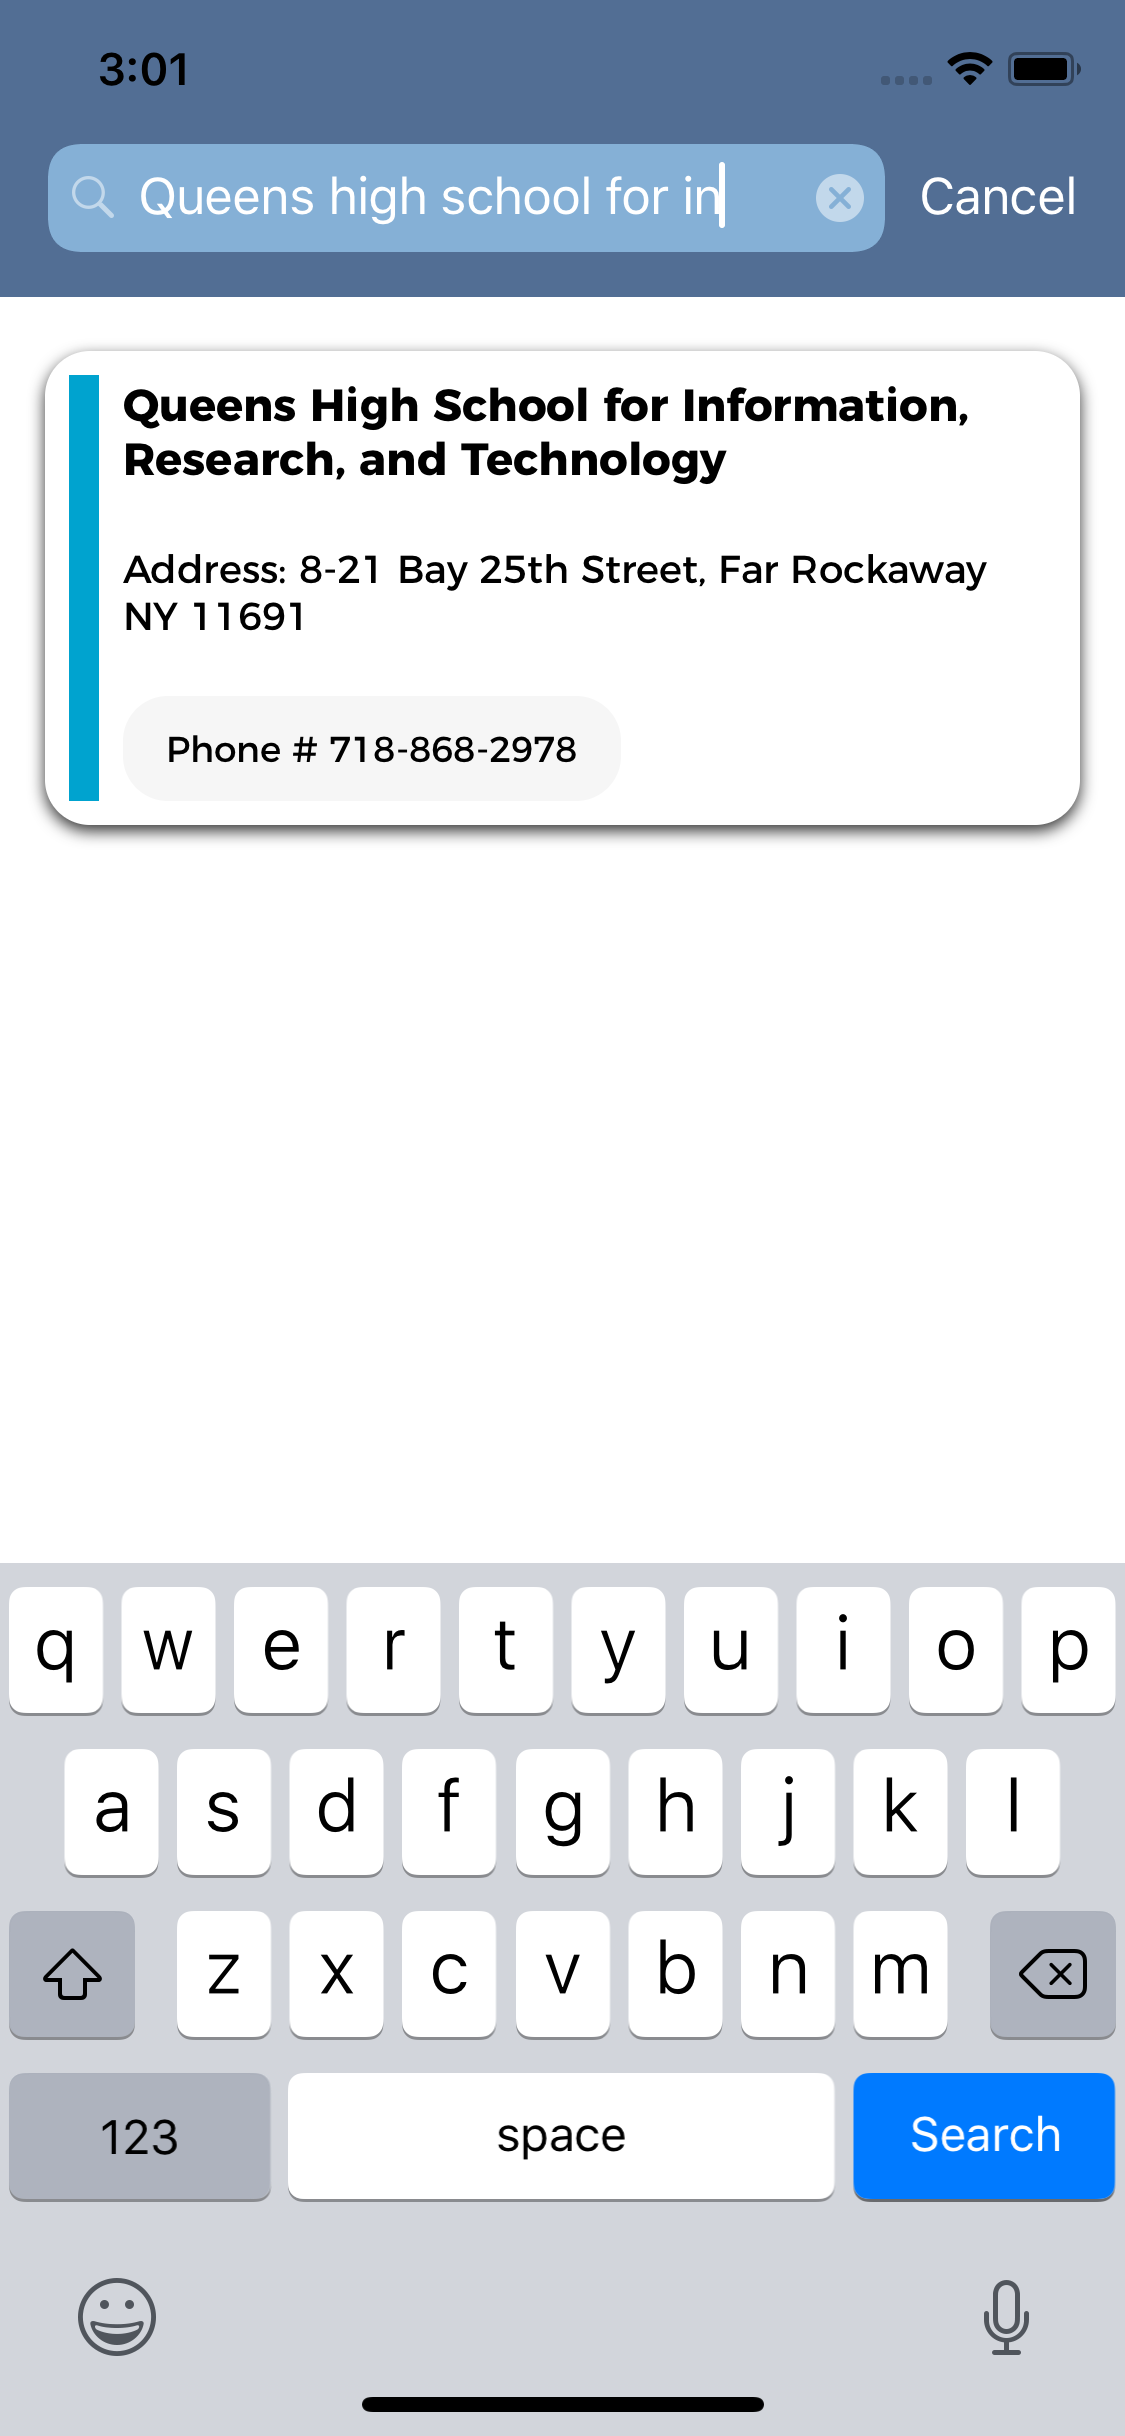 3:01
Queens high school for in
Cancel
Queens High School for Information,
Research, and Technology
Address: 8-21 Bay 25th Street, Far Rockaway
NY 11691
Phone # 718-868-2978
q w e r t y u i o p
a s d f g h j k l
z x c v b n m
123 space Search